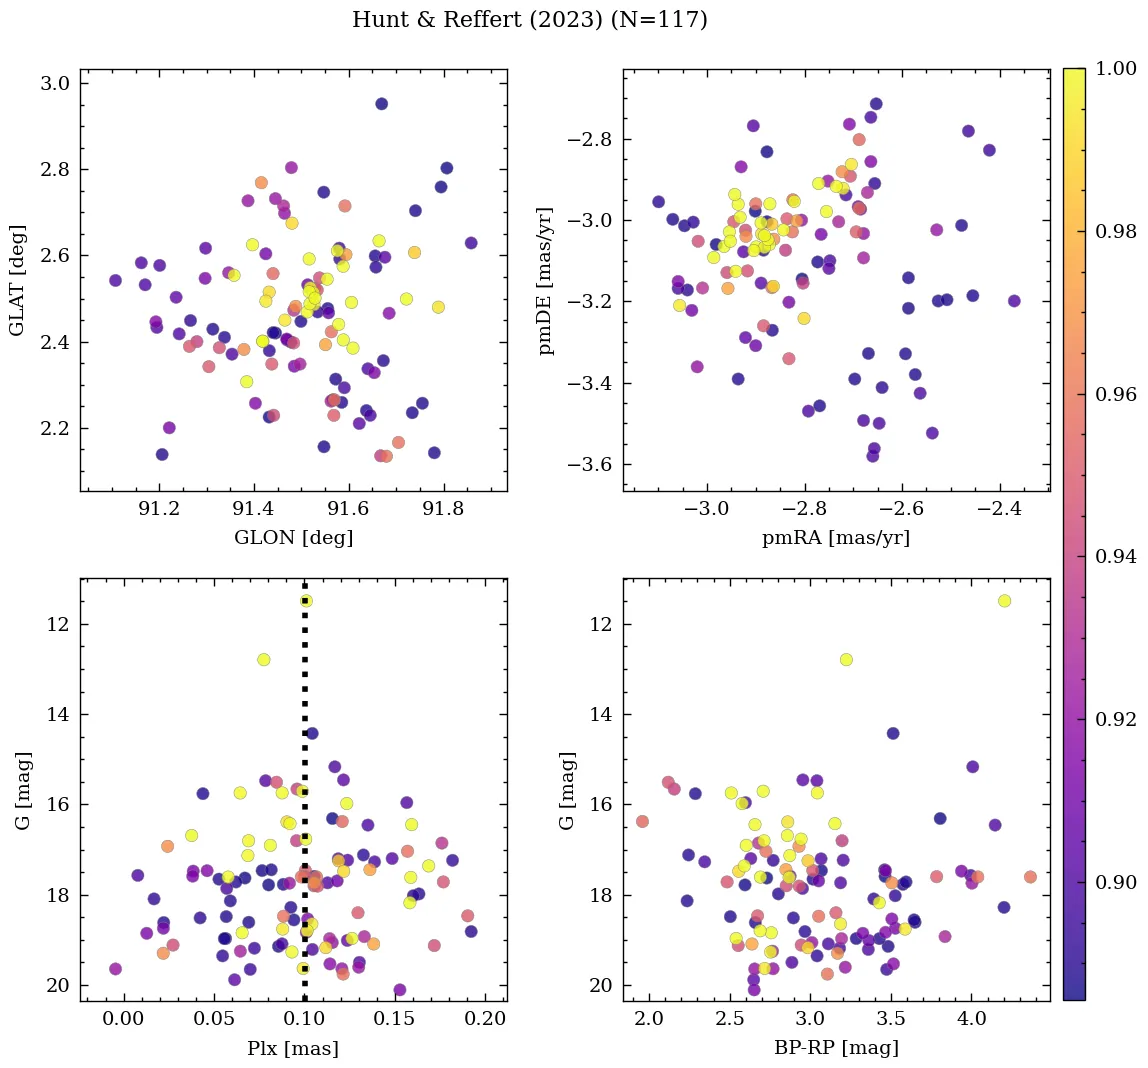 Hunt & Reffert (2023) (N=117)
3.0
2.8
2.6
2.4
2.2
GLAT [deg]
91.2 91.4 91.6 91.8
GLON [deg]
−2.8
−3.0
−3.2
−3.4
−3.6
pmDE [mas/yr]
−3.0 −2.8 −2.6 −2.4
pmRA [mas/yr]
1.00
0.98
0.96
0.94
0.92
0.90
12
14
16
18
20
G [mag]
0.00 0.05 0.10 0.15 0.20
Plx [mas]
12
14
16
18
20
G [mag]
2.0 2.5 3.0 3.5 4.0
BP-RP [mag]